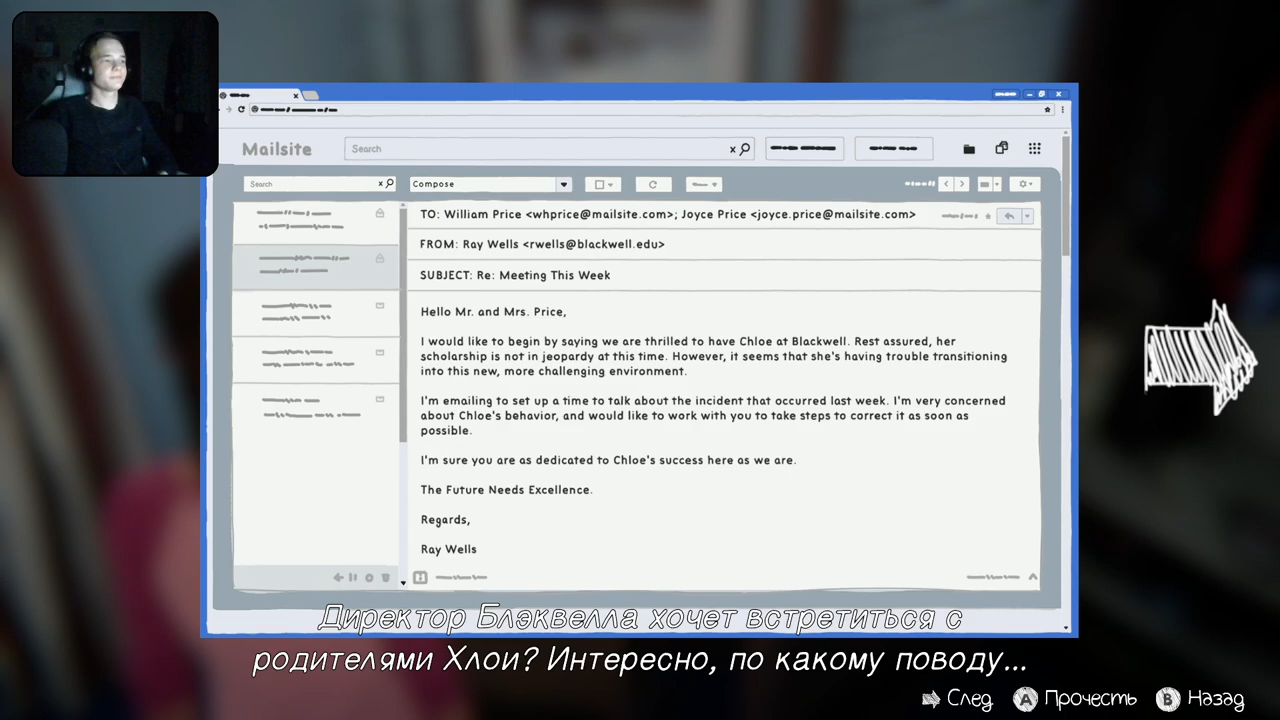 Mailsite
Search
x
Search
x
Compose
TO: William Price <whprice@mailsite.com>; Joyce Price <joyce.price@mailsite.com>
FROM: Ray Wells <rwells@blackwell.edu>
SUBJECT: Re: Meeting This Week
Hello Mr. and Mrs. Price,
I would like to begin by saying we are thrilled to have Chloe at Blackwell. Rest assured, her
scholarship is not in jeopardy at this time. However, it seems that she's having trouble transitioning
into this new, more challenging environment.
I'm emailing to set up a time to talk about the incident that occurred last week. I'm very concerned
about Chloe's behavior, and would like to work with you to take steps to correct it as soon as
possible.
I'm sure you are as dedicated to Chloe's success here as we are.
The Future Needs Excellence.
Regards,
Ray Wells
Директор Блэквелла хочет встретиться с
родителями Хлои? Интересно, по какому поводу...
След A Прочесть B Назад